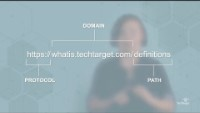 DOMAIN
https://whatis.techtarget.com/definitions
PROTOCOL
PATH